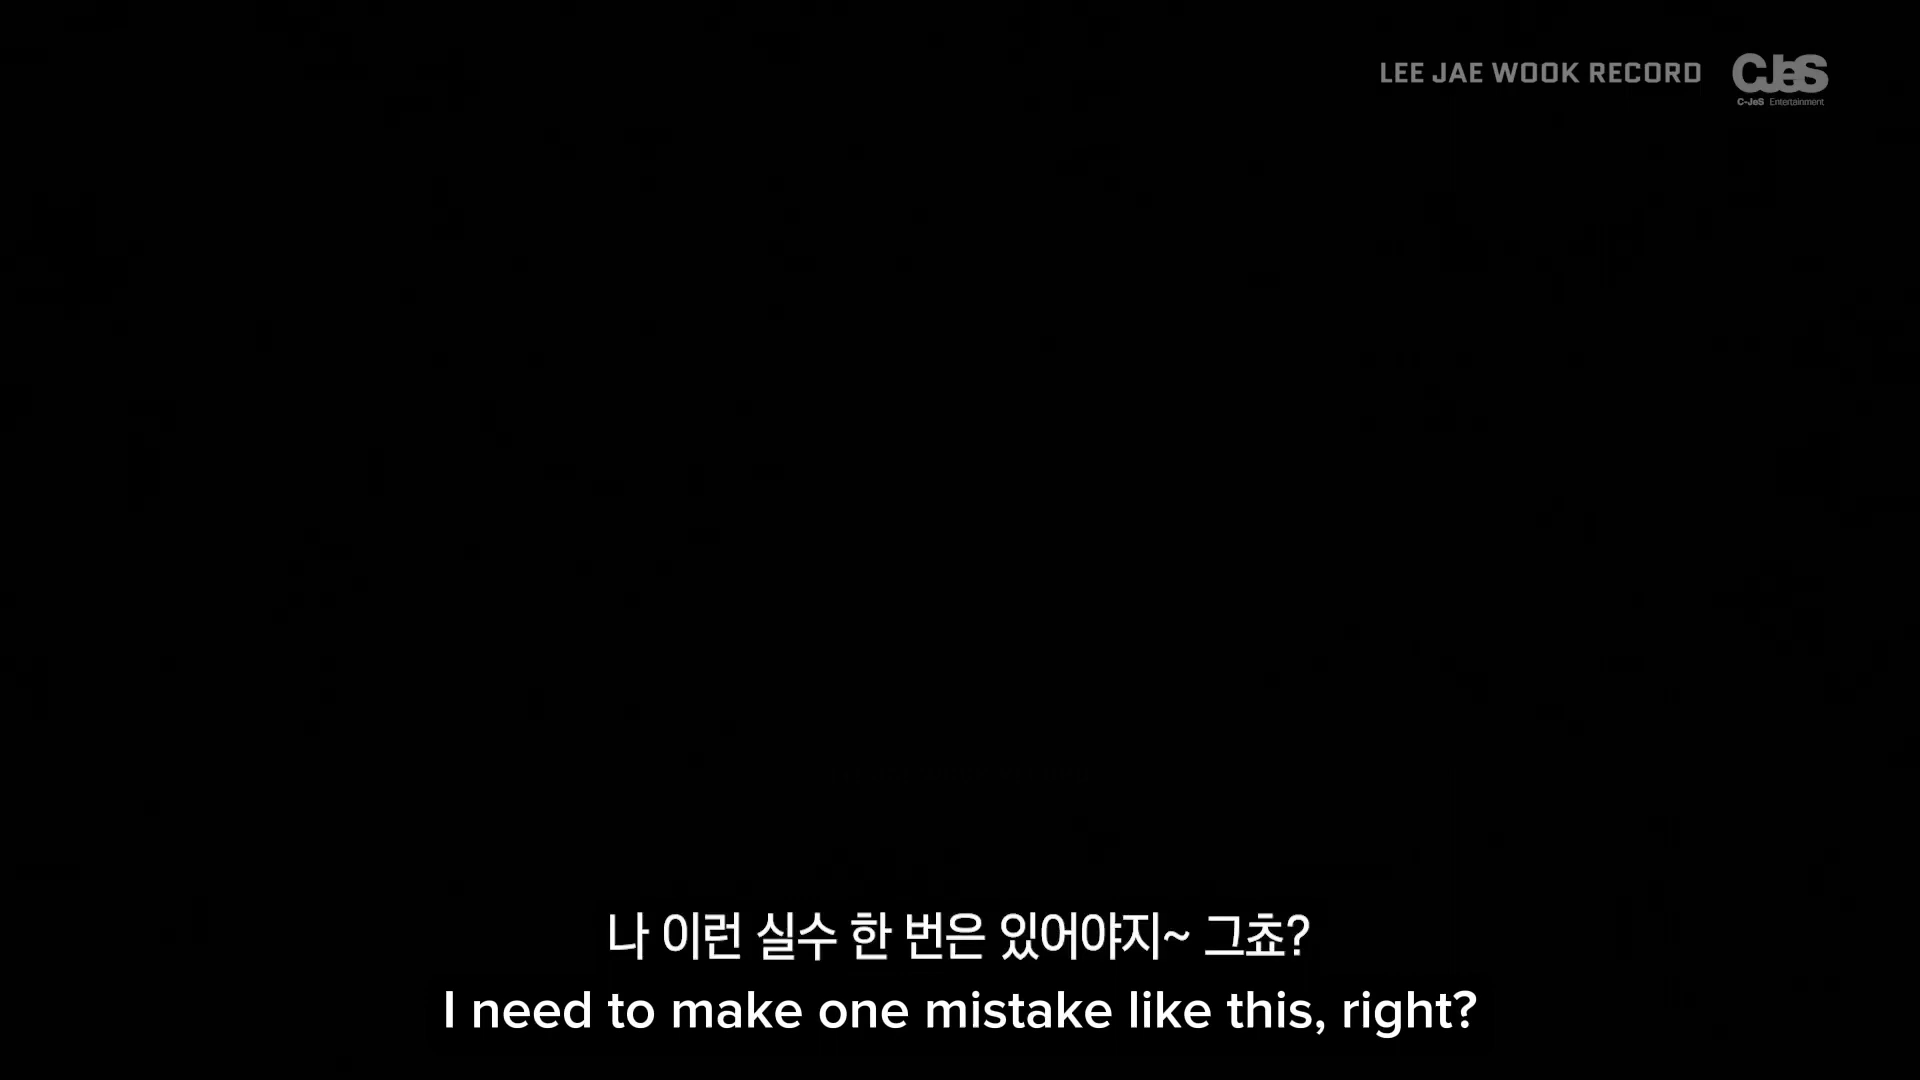 LEE JAE WOOK RECORD
CJeS
C-JeS Entertainment
나 이런 실수 한 번은 있어야지~ 그쵸?
I need to make one mistake like this, right?